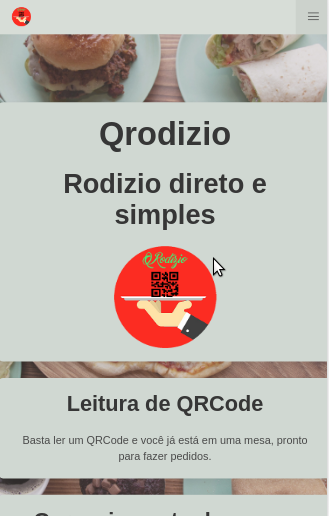 Qrodizio
Rodizio direto e
simples
QRodízio
Leitura de QRCode
Basta ler um QRCode e você já está em uma mesa, pronto
para fazer pedidos.